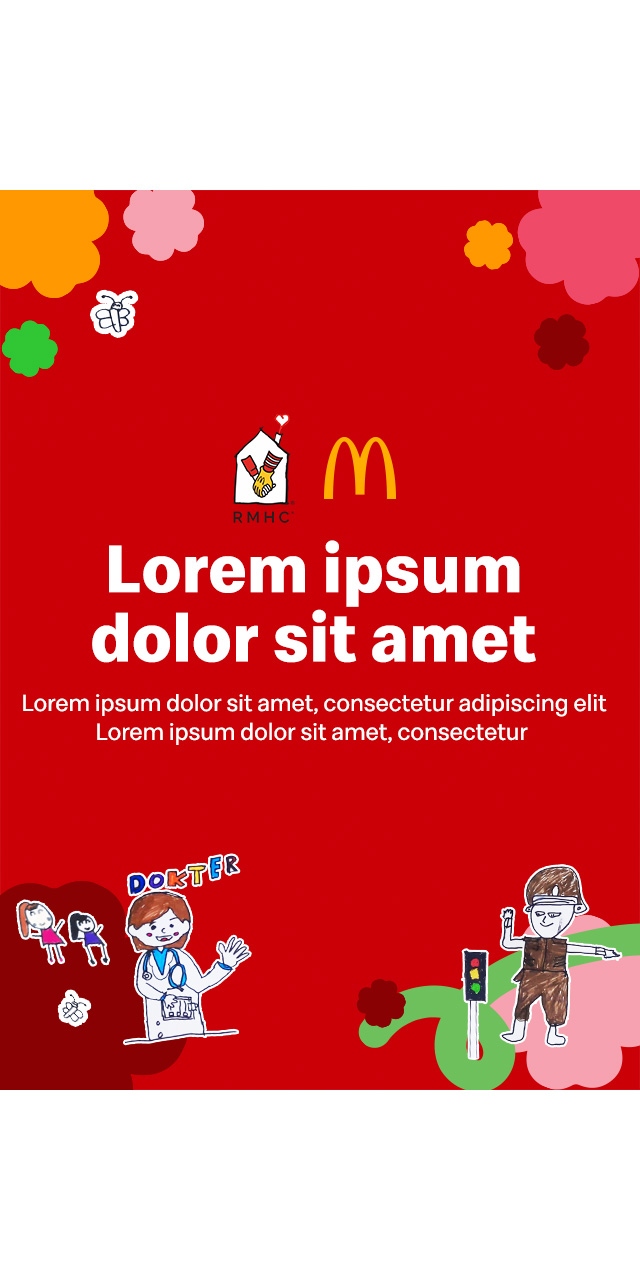 RMHC
Lorem ipsum
dolor sit amet
Lorem ipsum dolor sit amet, consectetur adipiscing elit
Lorem ipsum dolor sit amet, consectetur
DOKTER